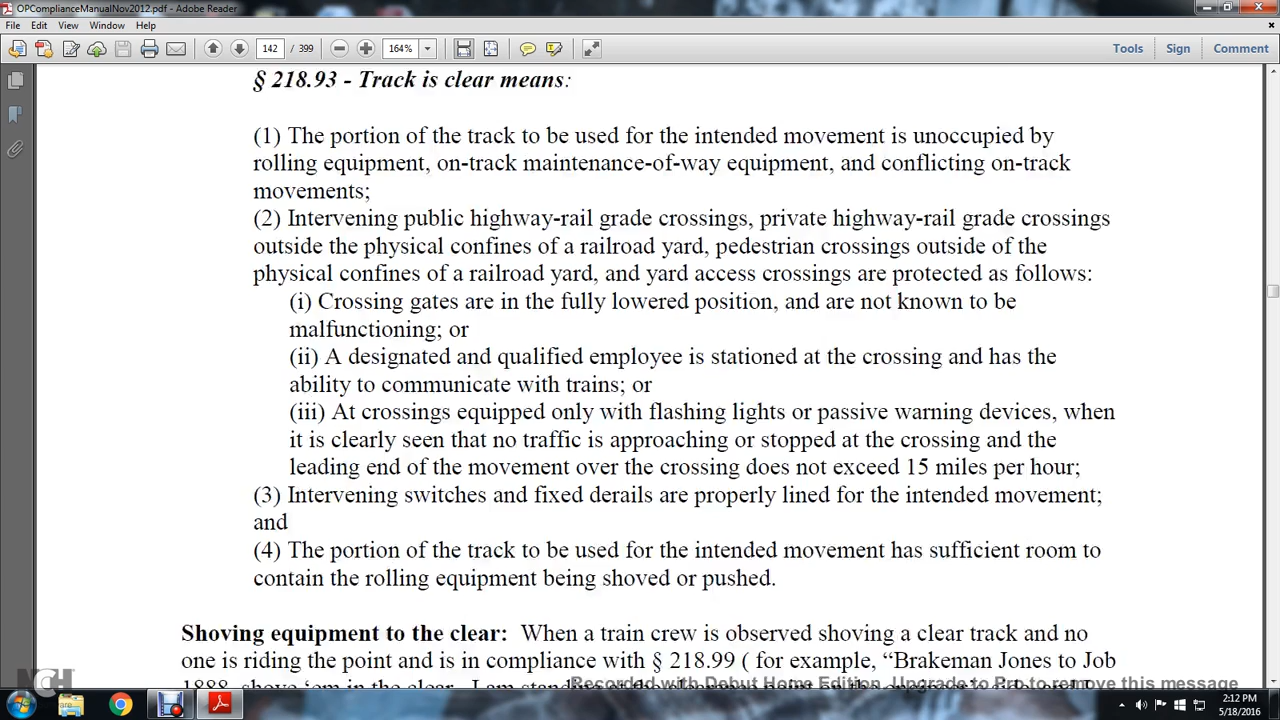 OPComplianceManualNov2012.pdf - Adobe Reader
File Edit View Window Help
142 / 399 164% Tools Sign Comment
§ 218.93 - Track is clear means:
(1) The portion of the track to be used for the intended movement is unoccupied by
rolling equipment, on-track maintenance-of-way equipment, and conflicting on-track
movements;
(2) Intervening public highway-rail grade crossings, private highway-rail grade crossings
outside the physical confines of a railroad yard, pedestrian crossings outside of the
physical confines of a railroad yard, and yard access crossings are protected as follows:
(i) Crossing gates are in the fully lowered position, and are not known to be
malfunctioning; or
(ii) A designated and qualified employee is stationed at the crossing and has the
ability to communicate with trains; or
(iii) At crossings equipped only with flashing lights or passive warning devices, when
it is clearly seen that no traffic is approaching or stopped at the crossing and the
leading end of the movement over the crossing does not exceed 15 miles per hour;
(3) Intervening switches and fixed derails are properly lined for the intended movement;
and
(4) The portion of the track to be used for the intended movement has sufficient room to
contain the rolling equipment being shoved or pushed.
Shoving equipment to the clear: When a train crew is observed shoving a clear track and no
one is riding the point and is in compliance with § 218.99 ( for example, “Brakeman Jones to Job
Recorded with Debut Home Edition. Upgrade to Pro to remove this message
NCH
2:12 PM
5/18/2016